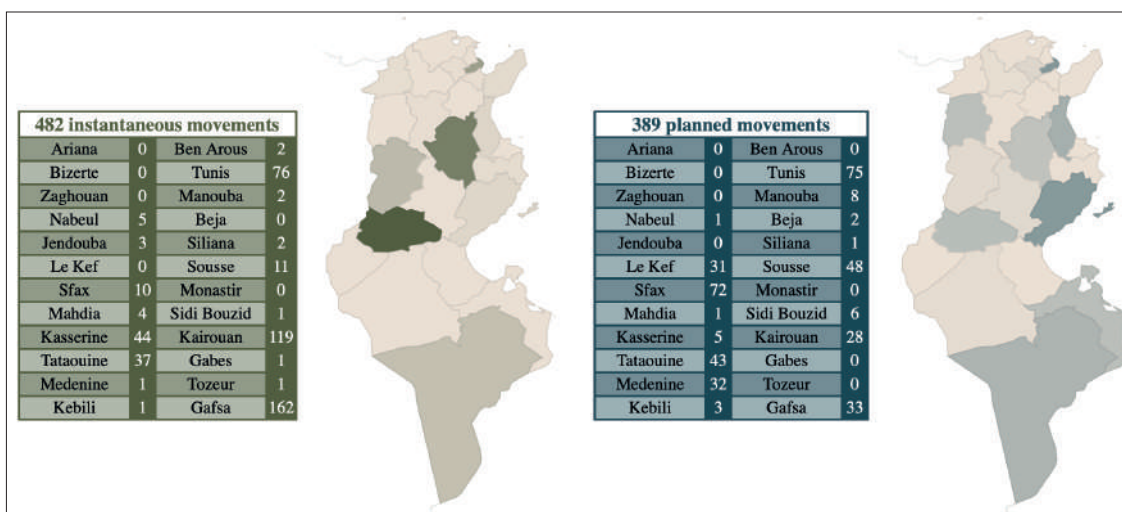 482 instantaneous movements
Ariana 0 Ben Arous 2
Bizerte 0 Tunis 76
Zaghouan 0 Manouba 2
Nabeul 5 Beja 0
Jendouba 3 Siliana 2
Le Kef 0 Sousse 11
Sfax 10 Monastir 0
Mahdia 4 Sidi Bouzid 1
Kasserine 44 Kairouan 119
Tataouine 37 Gabes 1
Medenine 1 Tozeur 1
Kebili 1 Gafsa 162
389 planned movements
Ariana 0 Ben Arous 0
Bizerte 0 Tunis 75
Zaghouan 0 Manouba 8
Nabeul 1 Beja 2
Jendouba 0 Siliana 1
Le Kef 31 Sousse 48
Sfax 72 Monastir 0
Mahdia 1 Sidi Bouzid 6
Kasserine 5 Kairouan 28
Tataouine 43 Gabes 0
Medenine 32 Tozeur 0
Kebili 3 Gafsa 33